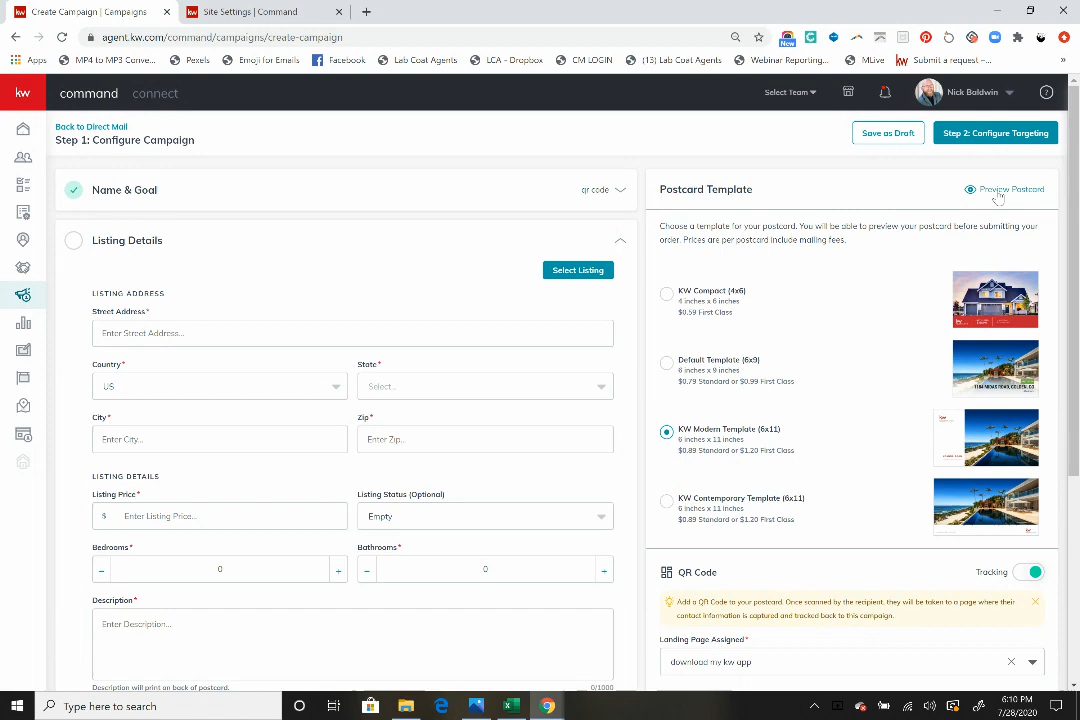 Create Campaign | Campaigns
Site Settings | Command
agent.kw.com/command/campaigns/create-campaign
New
Apps
MP4 to MP3 Conve...
Pexels
Emoji for Emails
Facebook
Lab Coat Agents
LCA - Dropbox
CM LOGIN
(13) Lab Coat Agents
Webinar Reporting...
MLive
Submit a request –...
kw
command
connect
Select Team
Nick Baldwin
Back to Direct Mail
Step 1: Configure Campaign
Save as Draft
Step 2: Configure Targeting
Name & Goal
qr code
Listing Details
Select Listing
LISTING ADDRESS
Street Address*
Enter Street Address...
Country*
State*
US
Select...
City*
Zip*
Enter City...
Enter Zip...
LISTING DETAILS
Listing Price*
Listing Status (Optional)
$ Enter Listing Price...
Empty
Bedrooms*
Bathrooms*
– 0 +
– 0 +
Description*
Enter Description...
Description will print on back of postcard.
0/1000
Postcard Template
Preview Postcard
Choose a template for your postcard. You will be able to preview your postcard before submitting your
order. Prices are per postcard include mailing fees.
KW Compact (4x6)
4 inches x 6 inches
$0.59 First Class
Default Template (6x9)
6 inches x 9 inches
$0.79 Standard or $0.99 First Class
1184 MIDAS ROAD, GOLDEN, CO
KW Modern Template (6x11)
6 inches x 11 inches
$0.89 Standard or $1.20 First Class
KW Contemporary Template (6x11)
6 inches x 11 inches
$0.89 Standard or $1.20 First Class
QR Code
Tracking
Add a QR Code to your postcard. Once scanned by the recipient, they will be taken to a page where their
contact information is captured and tracked back to this campaign.
Landing Page Assigned*
download my kw app
Type here to search
6:10 PM
7/28/2020